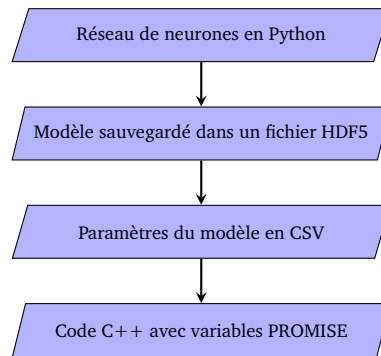 Réseau de neurones en Python
Modèle sauvegardé dans un fichier HDF5
Paramètres du modèle en CSV
Code C++ avec variables PROMISE